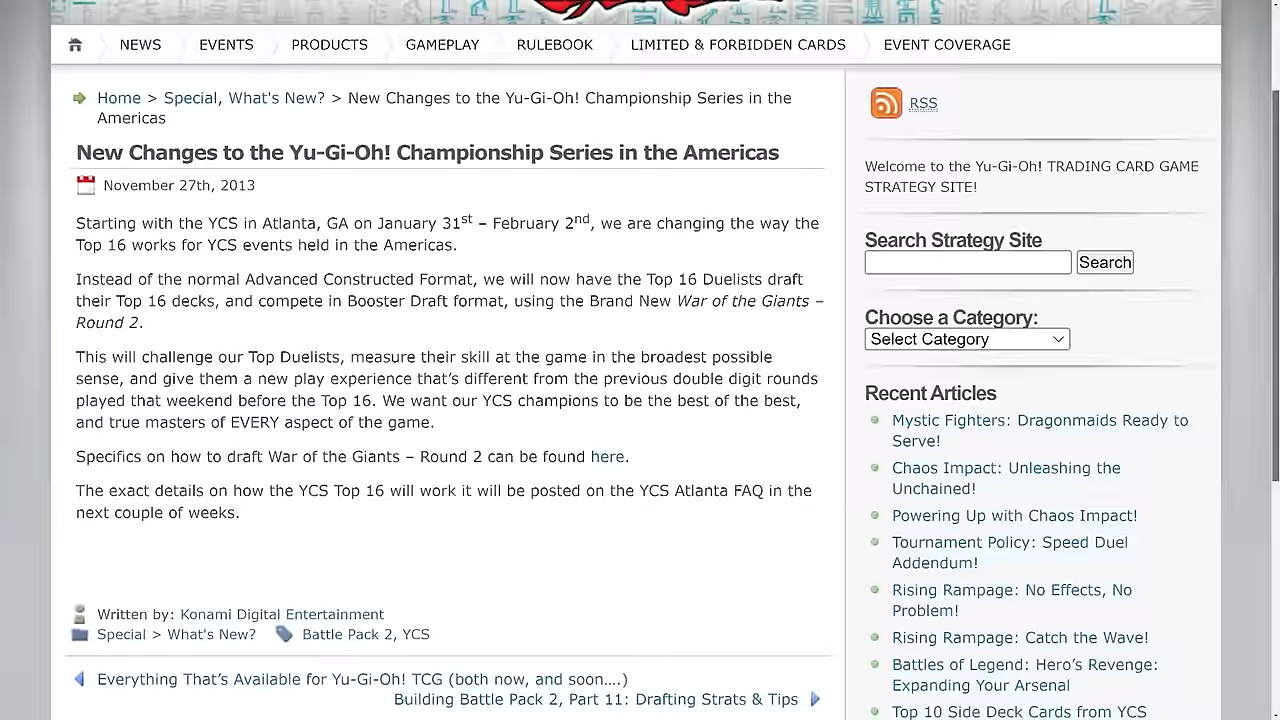 NEWS EVENTS PRODUCTS GAMEPLAY RULEBOOK LIMITED & FORBIDDEN CARDS EVENT COVERAGE
Home > Special, What's New? > New Changes to the Yu-Gi-Oh! Championship Series in the
Americas
New Changes to the Yu-Gi-Oh! Championship Series in the Americas
November 27th, 2013
Starting with the YCS in Atlanta, GA on January 31st – February 2nd, we are changing the way the
Top 16 works for YCS events held in the Americas.
Instead of the normal Advanced Constructed Format, we will now have the Top 16 Duelists draft
their Top 16 decks, and compete in Booster Draft format, using the Brand New War of the Giants –
Round 2.
This will challenge our Top Duelists, measure their skill at the game in the broadest possible
sense, and give them a new play experience that’s different from the previous double digit rounds
played that weekend before the Top 16. We want our YCS champions to be the best of the best,
and true masters of EVERY aspect of the game.
Specifics on how to draft War of the Giants – Round 2 can be found here.
The exact details on how the YCS Top 16 will work it will be posted on the YCS Atlanta FAQ in the
next couple of weeks.
Written by: Konami Digital Entertainment
Special > What's New? Battle Pack 2, YCS
Everything That’s Available for Yu-Gi-Oh! TCG (both now, and soon….)
Building Battle Pack 2, Part 11: Drafting Strats & Tips
RSS
Welcome to the Yu-Gi-Oh! TRADING CARD GAME
STRATEGY SITE!
Search Strategy Site
Search
Choose a Category:
Select Category
Recent Articles
Mystic Fighters: Dragonmaids Ready to
Serve!
Chaos Impact: Unleashing the
Unchained!
Powering Up with Chaos Impact!
Tournament Policy: Speed Duel
Addendum!
Rising Rampage: No Effects, No
Problem!
Rising Rampage: Catch the Wave!
Battles of Legend: Hero’s Revenge:
Expanding Your Arsenal
Top 10 Side Deck Cards from YCS